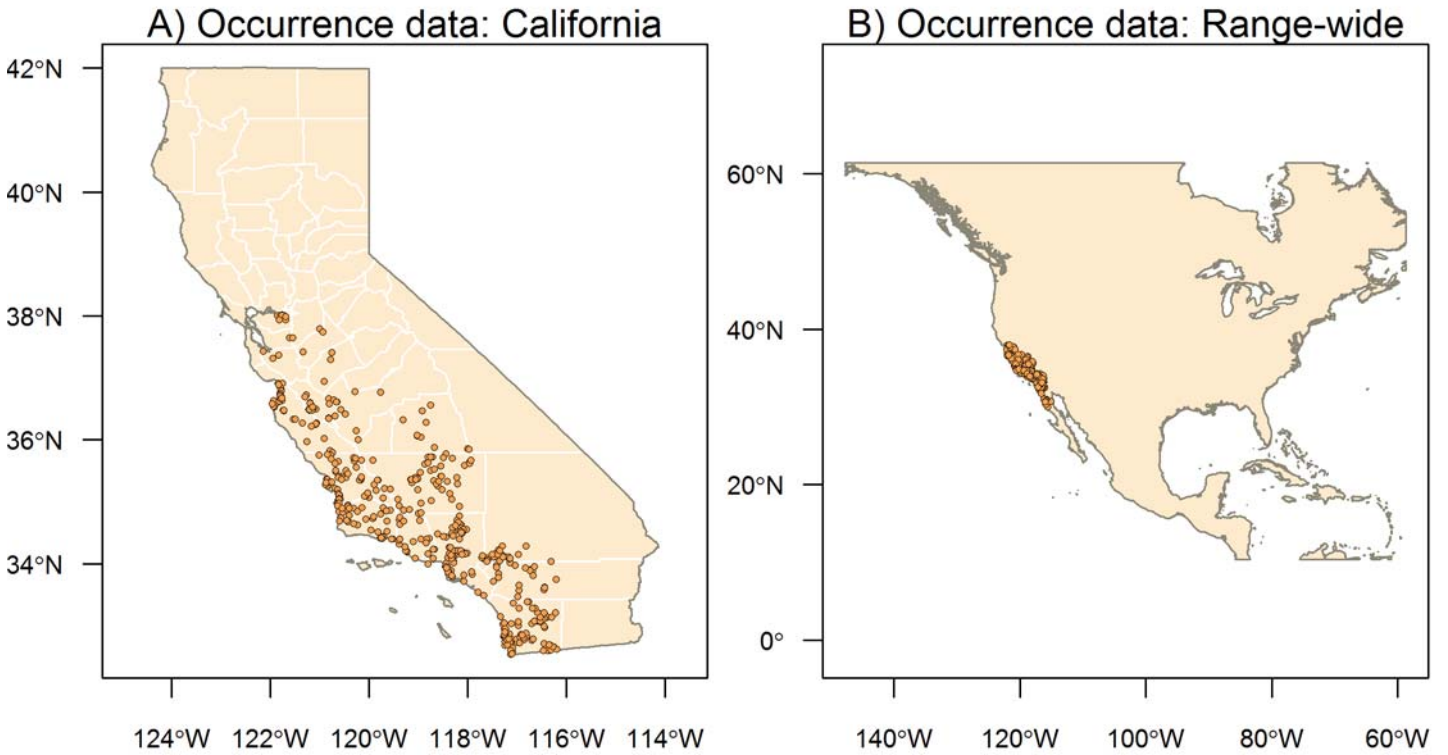 A) Occurrence data: California
42°N
40°N
38°N
36°N
34°N
124°W 122°W 120°W 118°W 116°W 114°W
B) Occurrence data: Range-wide
60°N
40°N
20°N
0°
140°W 120°W 100°W 80°W 60°W